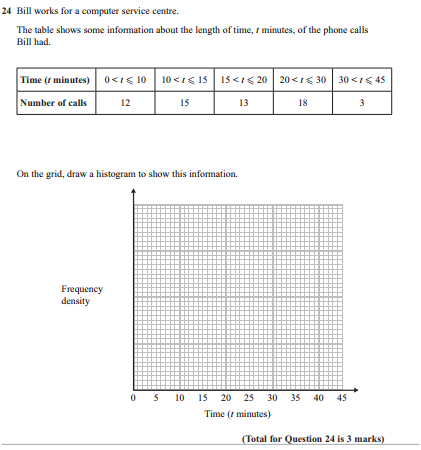 24 Bill works for a computer service centre.
The table shows some information about the length of time, t minutes, of the phone calls
Bill had.
Time (t minutes) 0 < t ⩽ 10 10 < t ⩽ 15 15 < t ⩽ 20 20 < t ⩽ 30 30 < t ⩽ 45
Number of calls 12 15 13 18 3
On the grid, draw a histogram to show this information.
Frequency
density
0 5 10 15 20 25 30 35 40 45
Time (t minutes)
(Total for Question 24 is 3 marks)